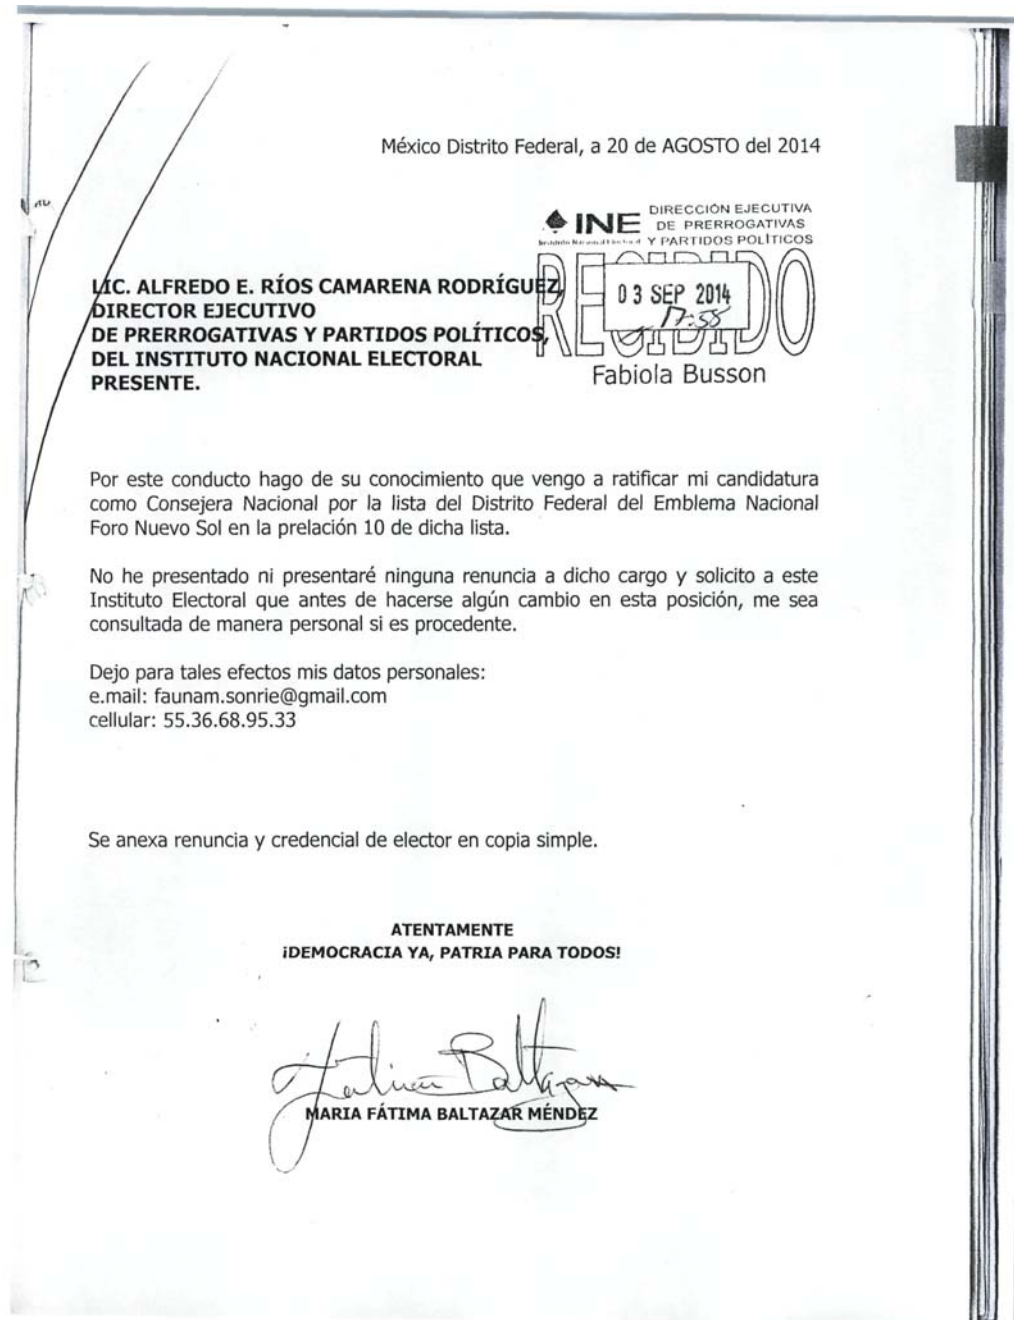 México Distrito Federal, a 20 de AGOSTO del 2014
INE
Instituto Nacional Electoral
DIRECCIÓN EJECUTIVA
DE PRERROGATIVAS
Y PARTIDOS POLÍTICOS
RECIBIDO
03 SEP 2014
17:55
Fabiola Busson
LIC. ALFREDO E. RÍOS CAMARENA RODRÍGUEZ,
DIRECTOR EJECUTIVO
DE PRERROGATIVAS Y PARTIDOS POLÍTICOS,
DEL INSTITUTO NACIONAL ELECTORAL
PRESENTE.
Por este conducto hago de su conocimiento que vengo a ratificar mi candidatura
como Consejera Nacional por la lista del Distrito Federal del Emblema Nacional
Foro Nuevo Sol en la prelación 10 de dicha lista.
No he presentado ni presentaré ninguna renuncia a dicho cargo y solicito a este
Instituto Electoral que antes de hacerse algún cambio en esta posición, me sea
consultada de manera personal si es procedente.
Dejo para tales efectos mis datos personales:
e.mail: faunam.sonrie@gmail.com
cellular: 55.36.68.95.33
Se anexa renuncia y credencial de elector en copia simple.
ATENTAMENTE
¡DEMOCRACIA YA, PATRIA PARA TODOS!
Fatima Baltazar
MARIA FÁTIMA BALTAZAR MÉNDEZ